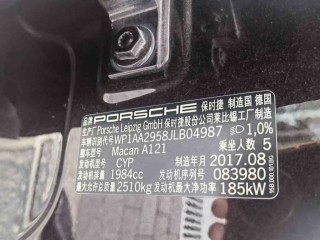 品牌 PORSCHE 保时捷 制造国 德国
生产厂 Porsche Leipzig GmbH 保时捷股份公司莱比锡工厂制造
车辆识别代号 WP1AA2958JLB04987 1,0%
发动机型号 Macan A121 乘坐人数 5
发动机型号 CYP 制造年月 2017.08
发动机排量 1984cc 083980
最大允许总质量 2510kg 发动机最大净功率 185kW